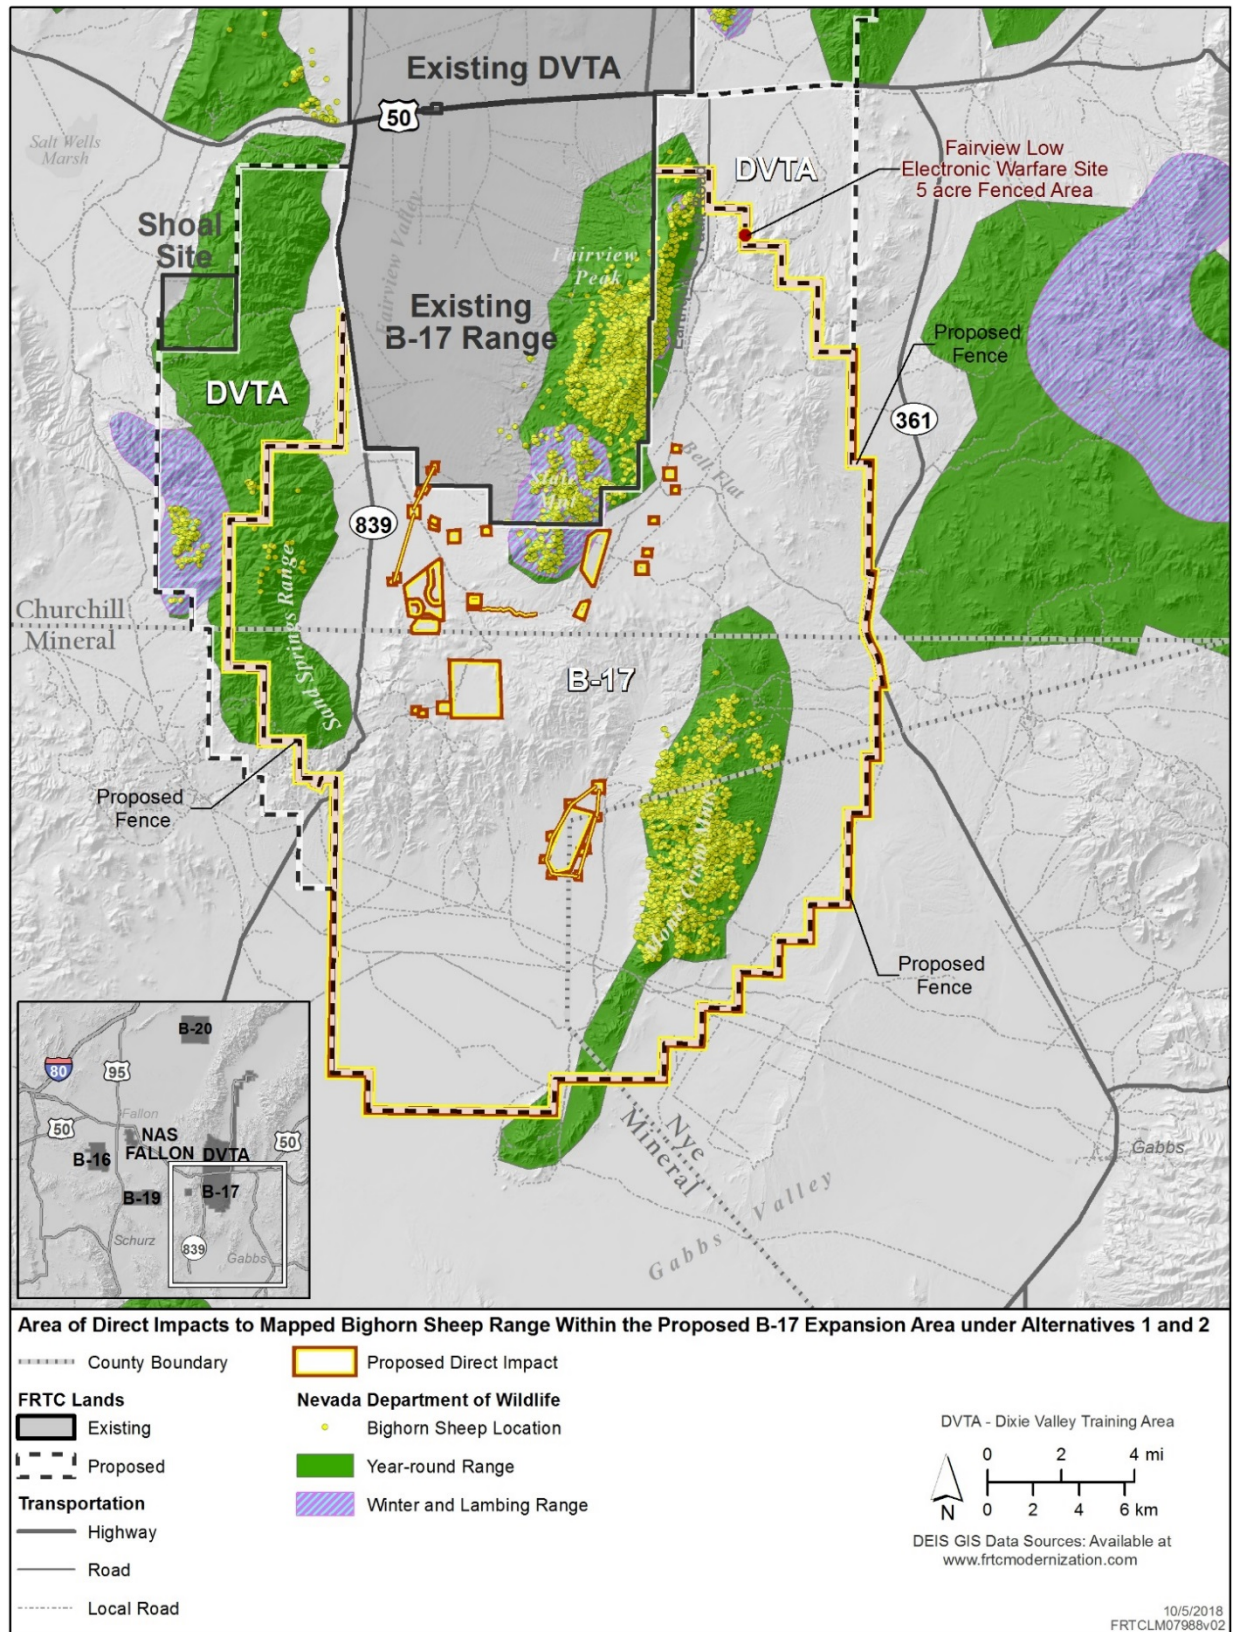 Existing DVTA
50
Salt Wells
Marsh
Fairview Low
Electronic Warfare Site
5 acre Fenced Area
DVTA
Shoal
Site
Fairview Valley
Fairview
Peak
Existing
B-17 Range
Proposed
Fence
DVTA
361
Bell Flat
Slate
839
Sand Springs Range
Churchill
Mineral
B-17
Proposed
Fence
Monte Cristo Mtns
Proposed
Fence
Nye
Mineral
Gabbs Valley
Gabbs
B-20
80
95
Fallon
50
NAS
FALLON
DVTA
50
B-16
B-19
B-17
Schurz
839
Gabbs
Area of Direct Impacts to Mapped Bighorn Sheep Range Within the Proposed B-17 Expansion Area under Alternatives 1 and 2
County Boundary
FRTC Lands
Existing
Proposed
Transportation
Highway
Road
Local Road
Proposed Direct Impact
Nevada Department of Wildlife
Bighorn Sheep Location
Year-round Range
Winter and Lambing Range
DVTA - Dixie Valley Training Area
0 2 4 mi
0 2 4 6 km
N
DEIS GIS Data Sources: Available at
www.frtcmodernization.com
10/5/2018
FRTCLM07988v02